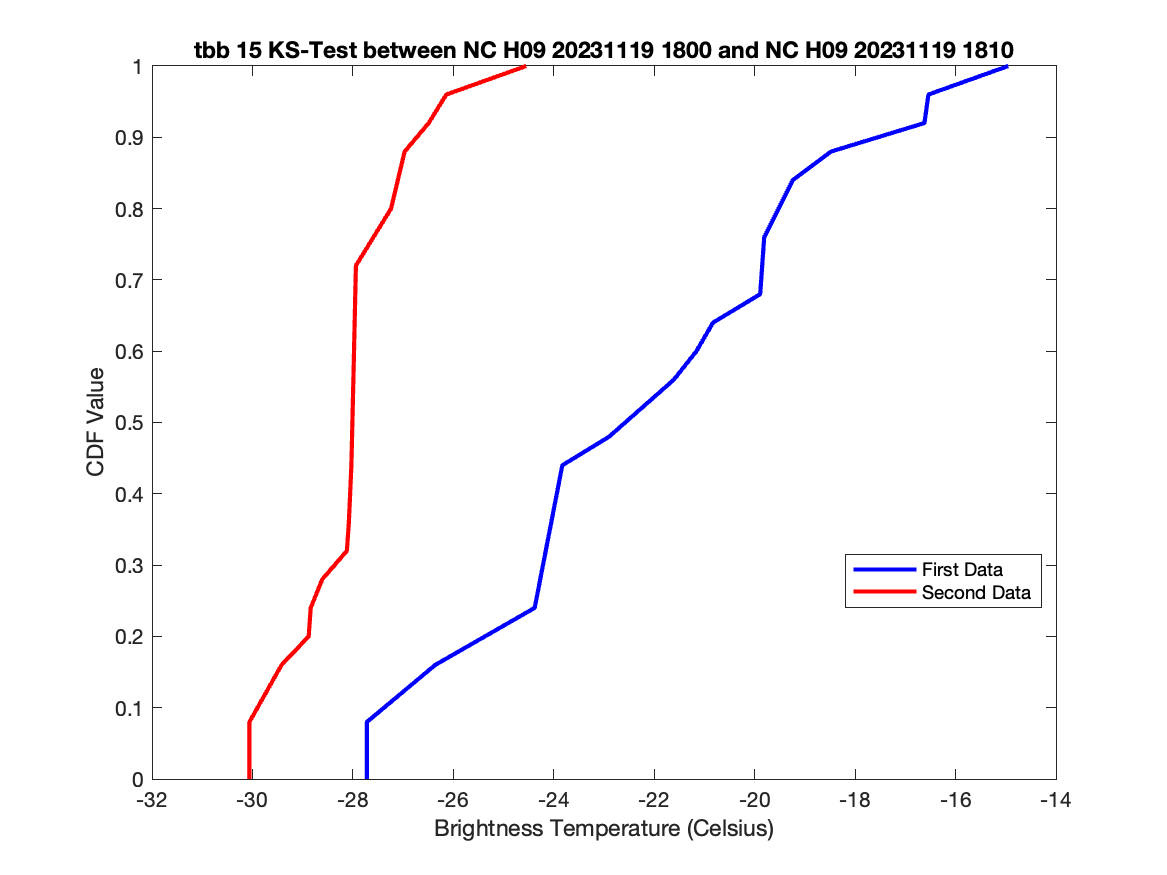 tbb 15 KS-Test between NC H09 20231119 1800 and NC H09 20231119 1810
1
0.9
0.8
0.7
0.6
0.5
0.4
0.3
0.2
0.1
0
CDF Value
First Data
Second Data
-32 -30 -28 -26 -24 -22 -20 -18 -16 -14
Brightness Temperature (Celsius)